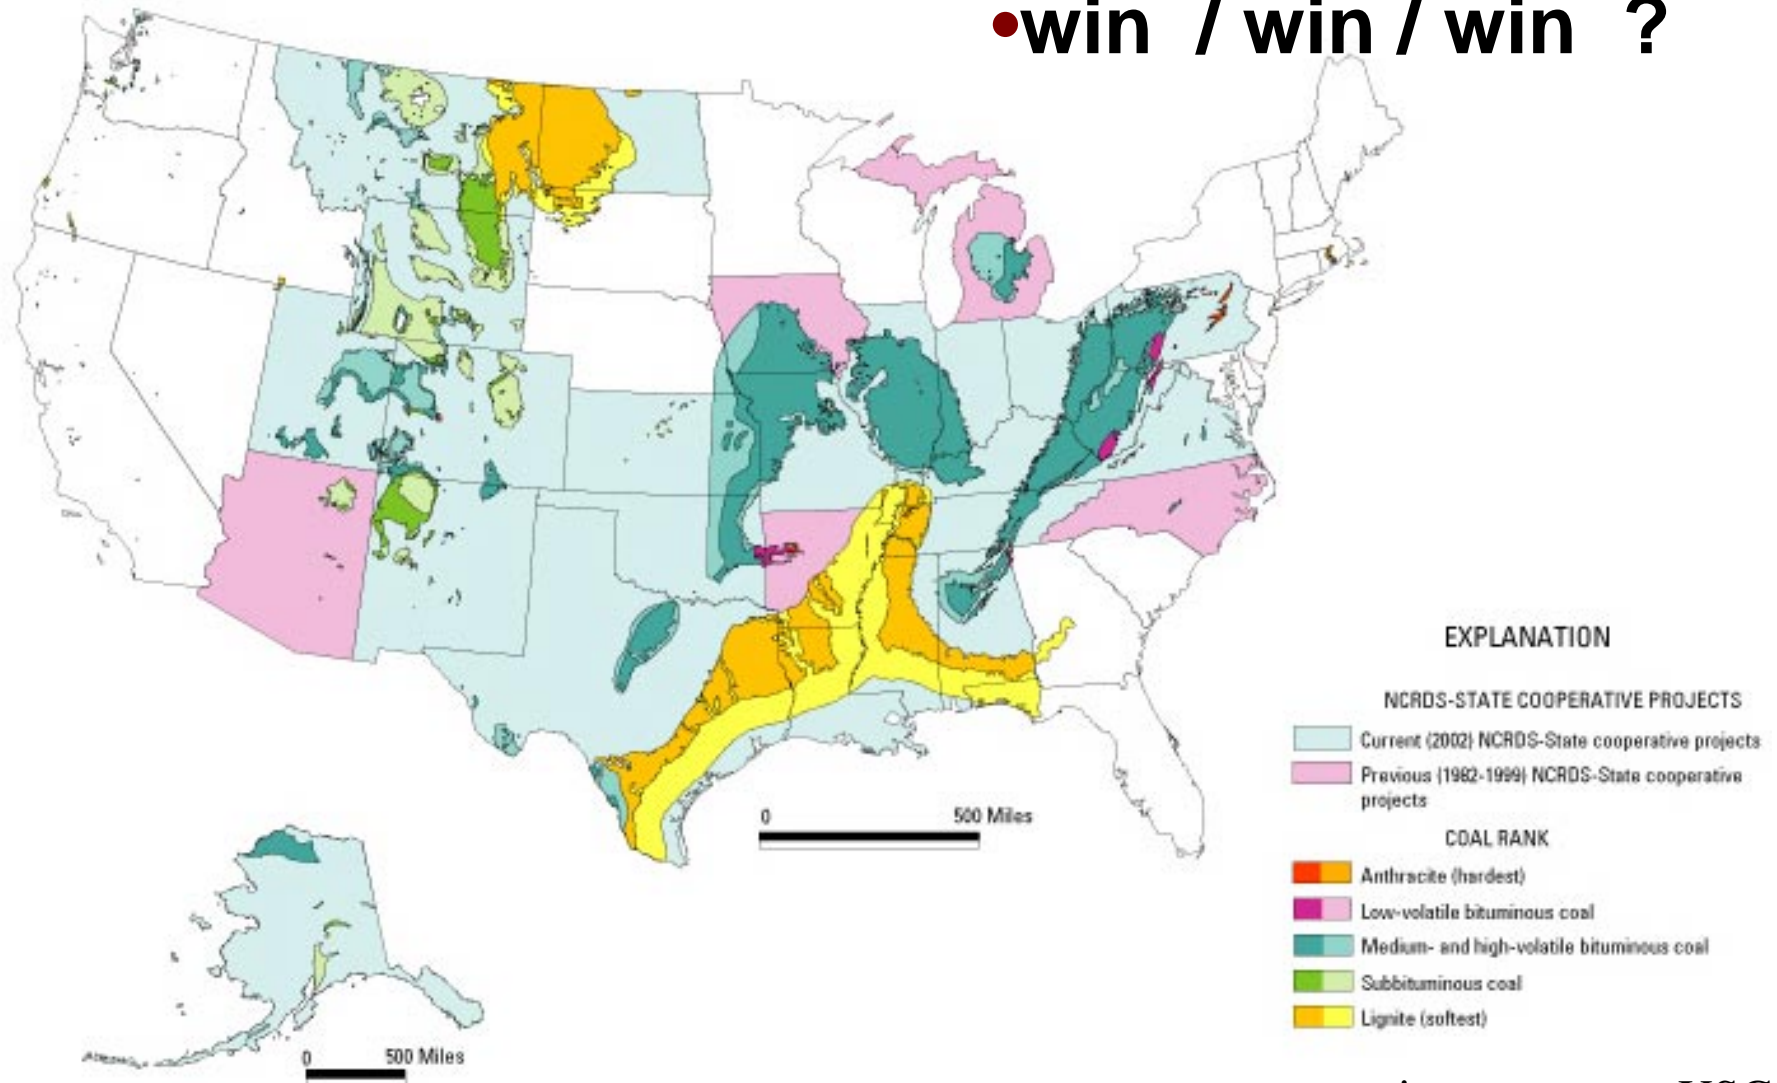 •win / win / win ?
EXPLANATION
NCRDS-STATE COOPERATIVE PROJECTS
Current (2002) NCRDS-State cooperative projects
Previous (1982-1999) NCRDS-State cooperative
projects
0 500 Miles
COAL RANK
Anthracite (hardest)
Low-volatile bituminous coal
Medium- and high-volatile bituminous coal
Subbituminous coal
Lignite (softest)
0 500 Miles